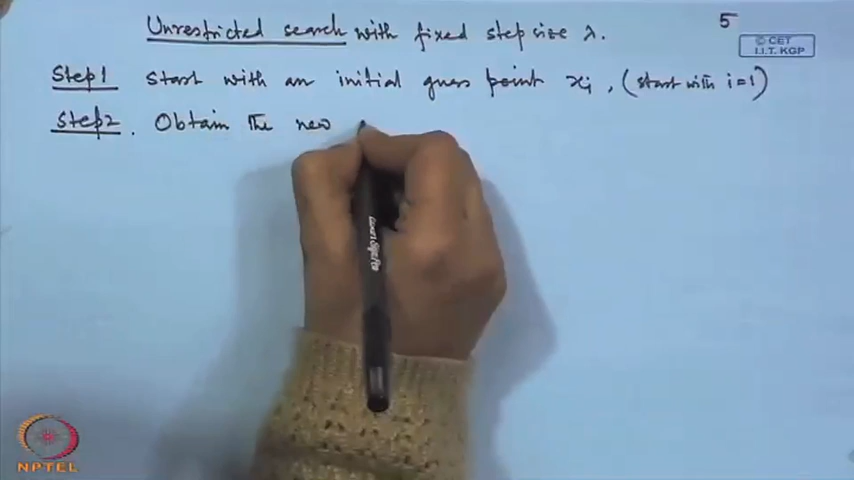 5
© CET
I.I.T. KGP
Unrestricted search with fixed step size λ.
Step 1 Start with an initial guess point xᵢ, (start with i=1)
Step 2. Obtain the new
NPTEL